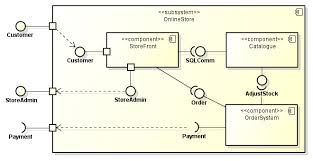 <<subsystem>>
OnlineStore
Customer
<<component>>
StoreFront
<<component>>
Catalogue
Customer
SQLComm
StoreAdmin
StoreAdmin
Order
AdjustStock
<<component>>
OrderSystem
Payment
Payment